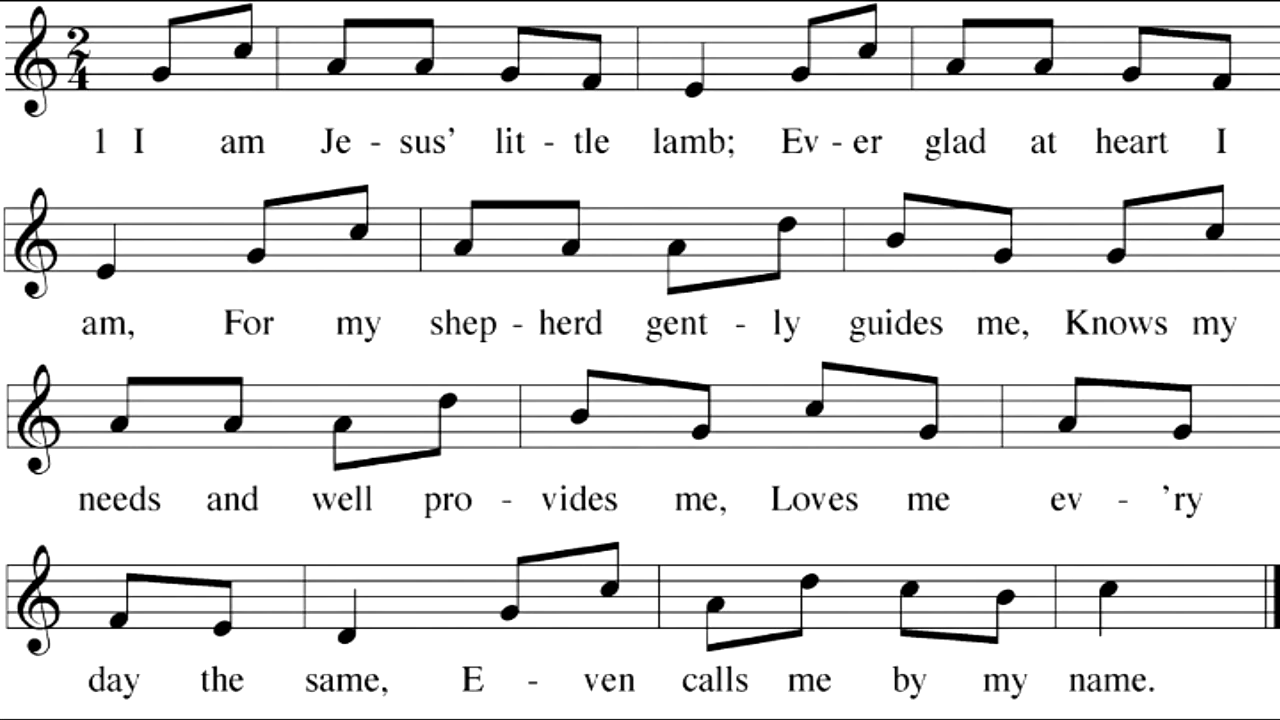 1 I am Je - sus’ lit - tle lamb; Ev - er glad at heart I
am, For my shep - herd gent - ly guides me, Knows my
needs and well pro - vides me, Loves me ev - ’ry
day the same, E - ven calls me by my name.